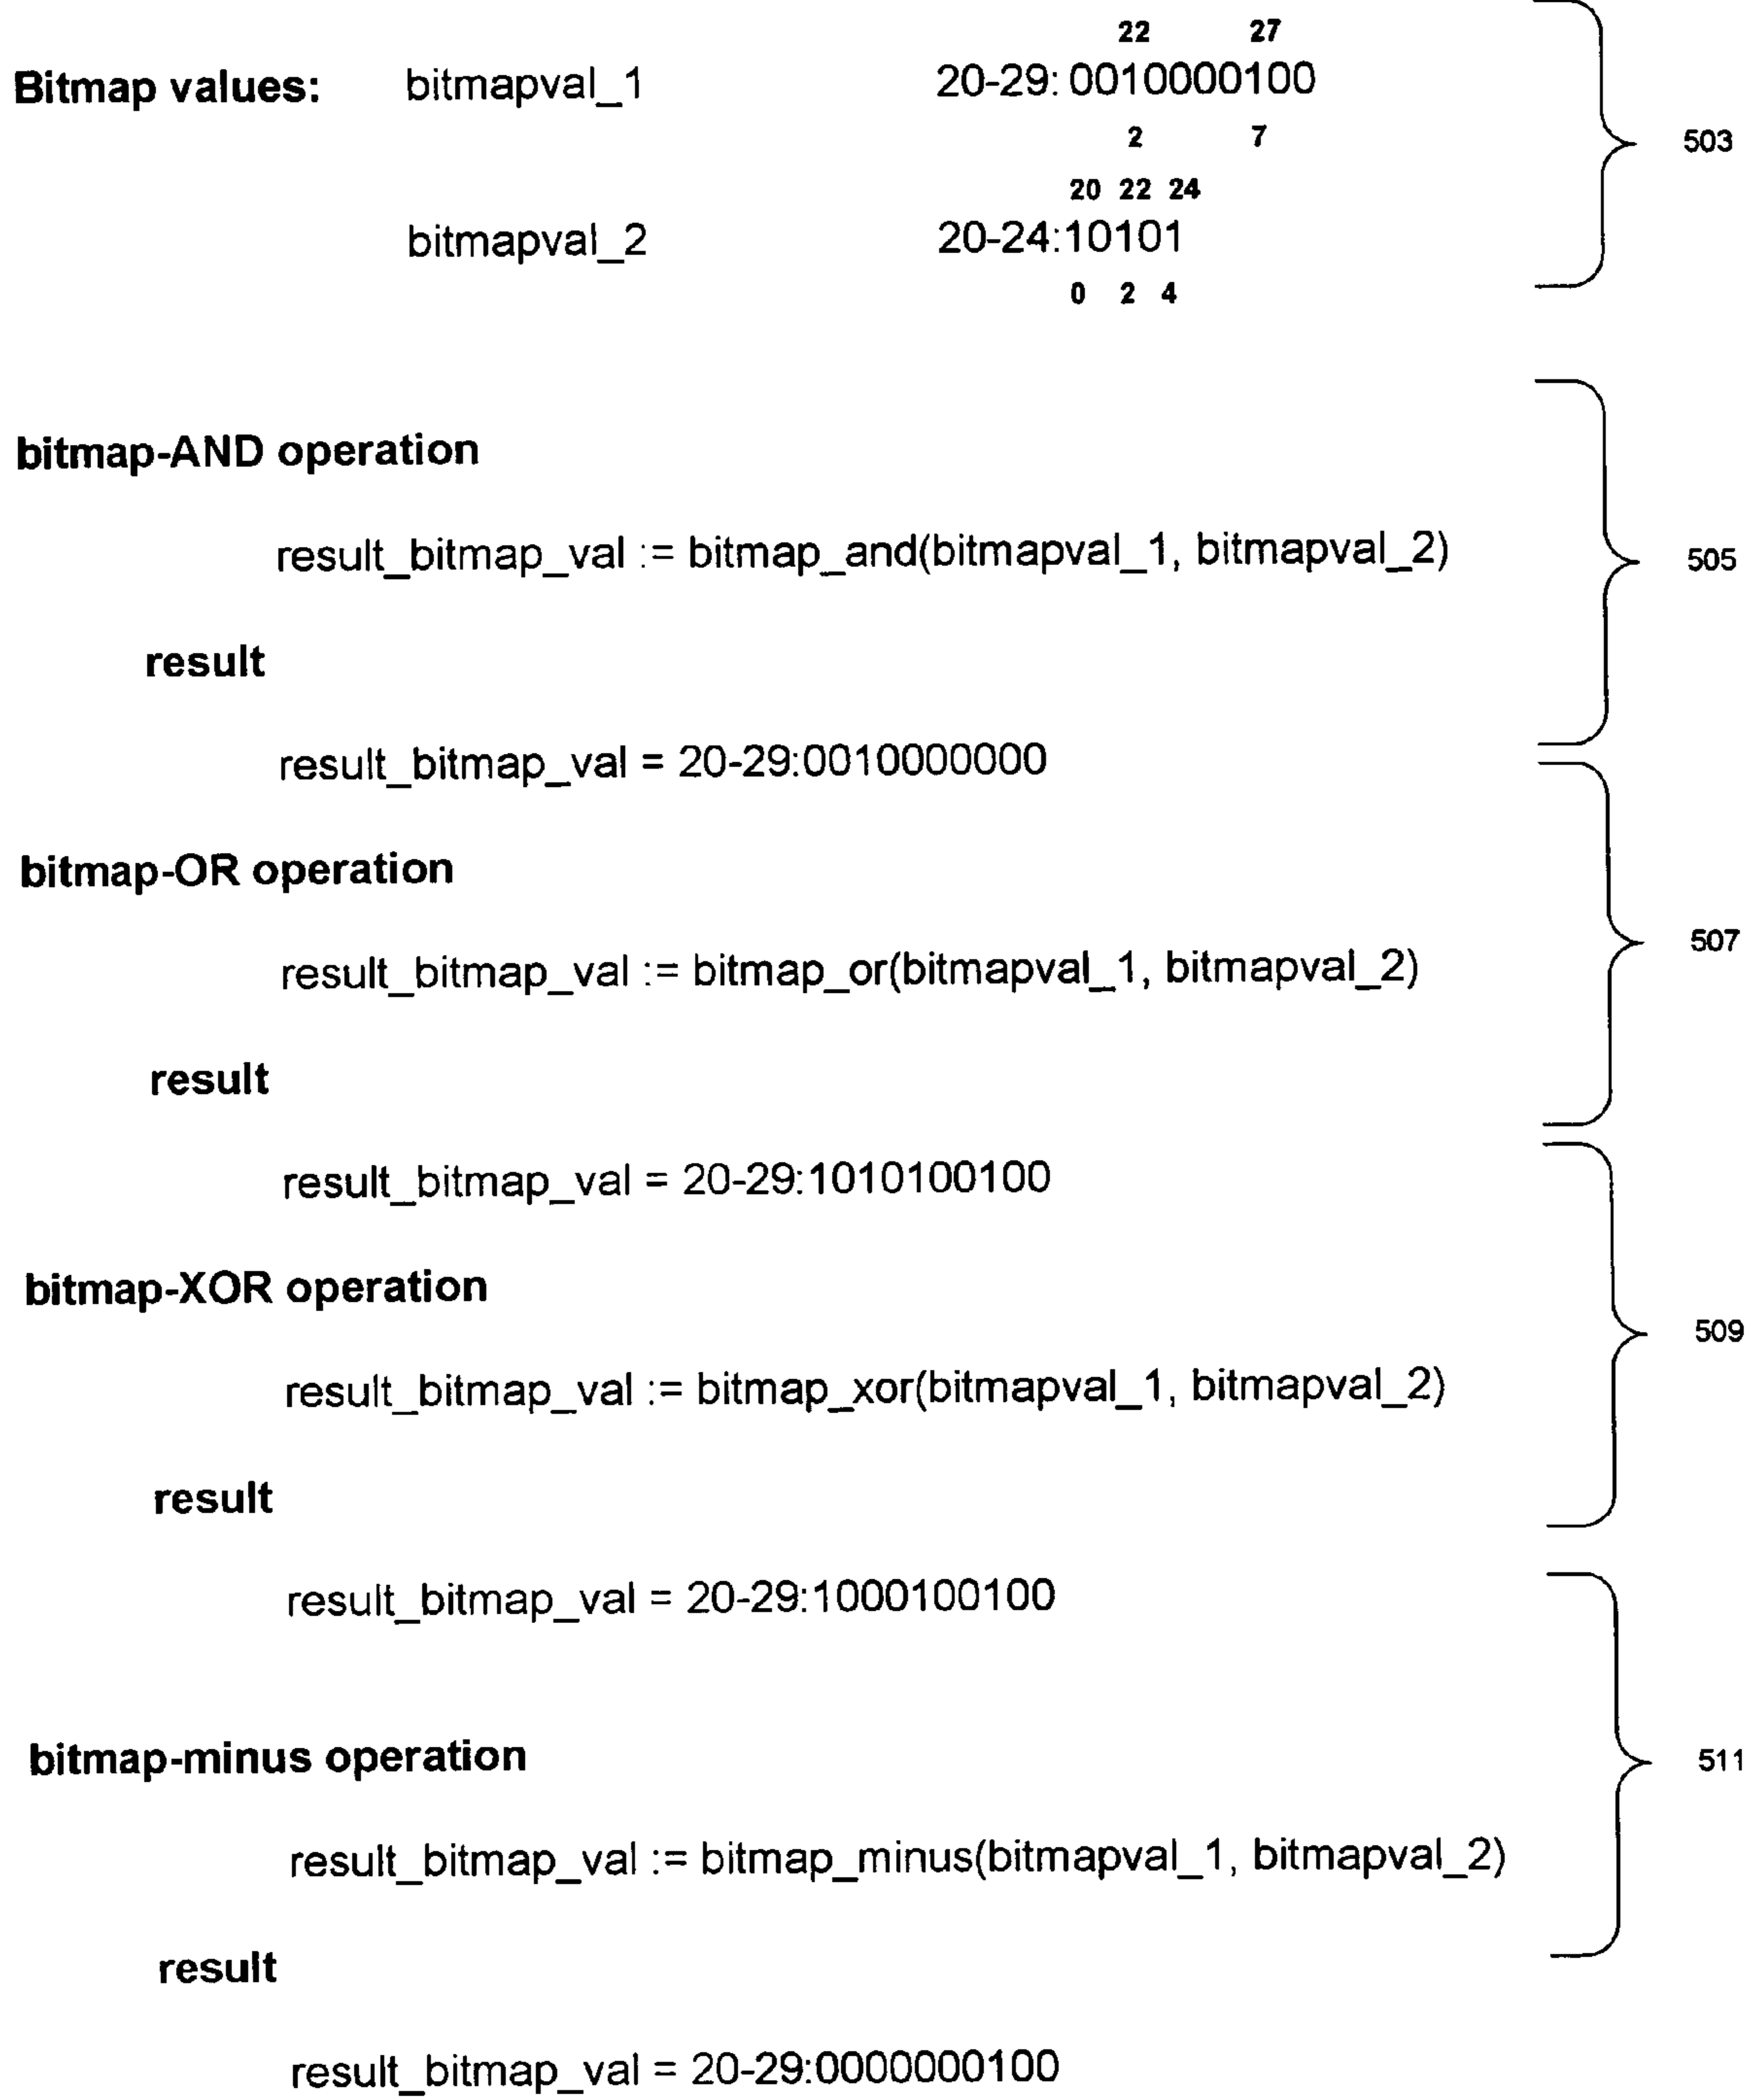 22 27
Bitmap values: bitmapval_1 20-29: 0010000100
2 7 503
20 22 24
bitmapval_2 20-24:10101
0 2 4
bitmap-AND operation
result_bitmap_val := bitmap_and(bitmapval_1, bitmapval_2) 505
result
result_bitmap_val = 20-29:0010000000
bitmap-OR operation
507
result_bitmap_val := bitmap_or(bitmapval_1, bitmapval_2)
result
result_bitmap_val = 20-29:1010100100
bitmap-XOR operation
509
result_bitmap_val := bitmap_xor(bitmapval_1, bitmapval_2)
result
result_bitmap_val = 20-29:1000100100
bitmap-minus operation 511
result_bitmap_val := bitmap_minus(bitmapval_1, bitmapval_2)
result
result_bitmap_val = 20-29:0000000100